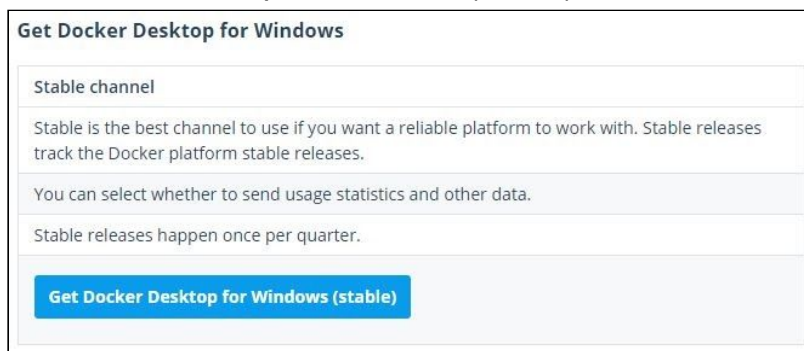 Get Docker Desktop for Windows
Stable channel
Stable is the best channel to use if you want a reliable platform to work with. Stable releases
track the Docker platform stable releases.
You can select whether to send usage statistics and other data.
Stable releases happen once per quarter.
Get Docker Desktop for Windows (stable)